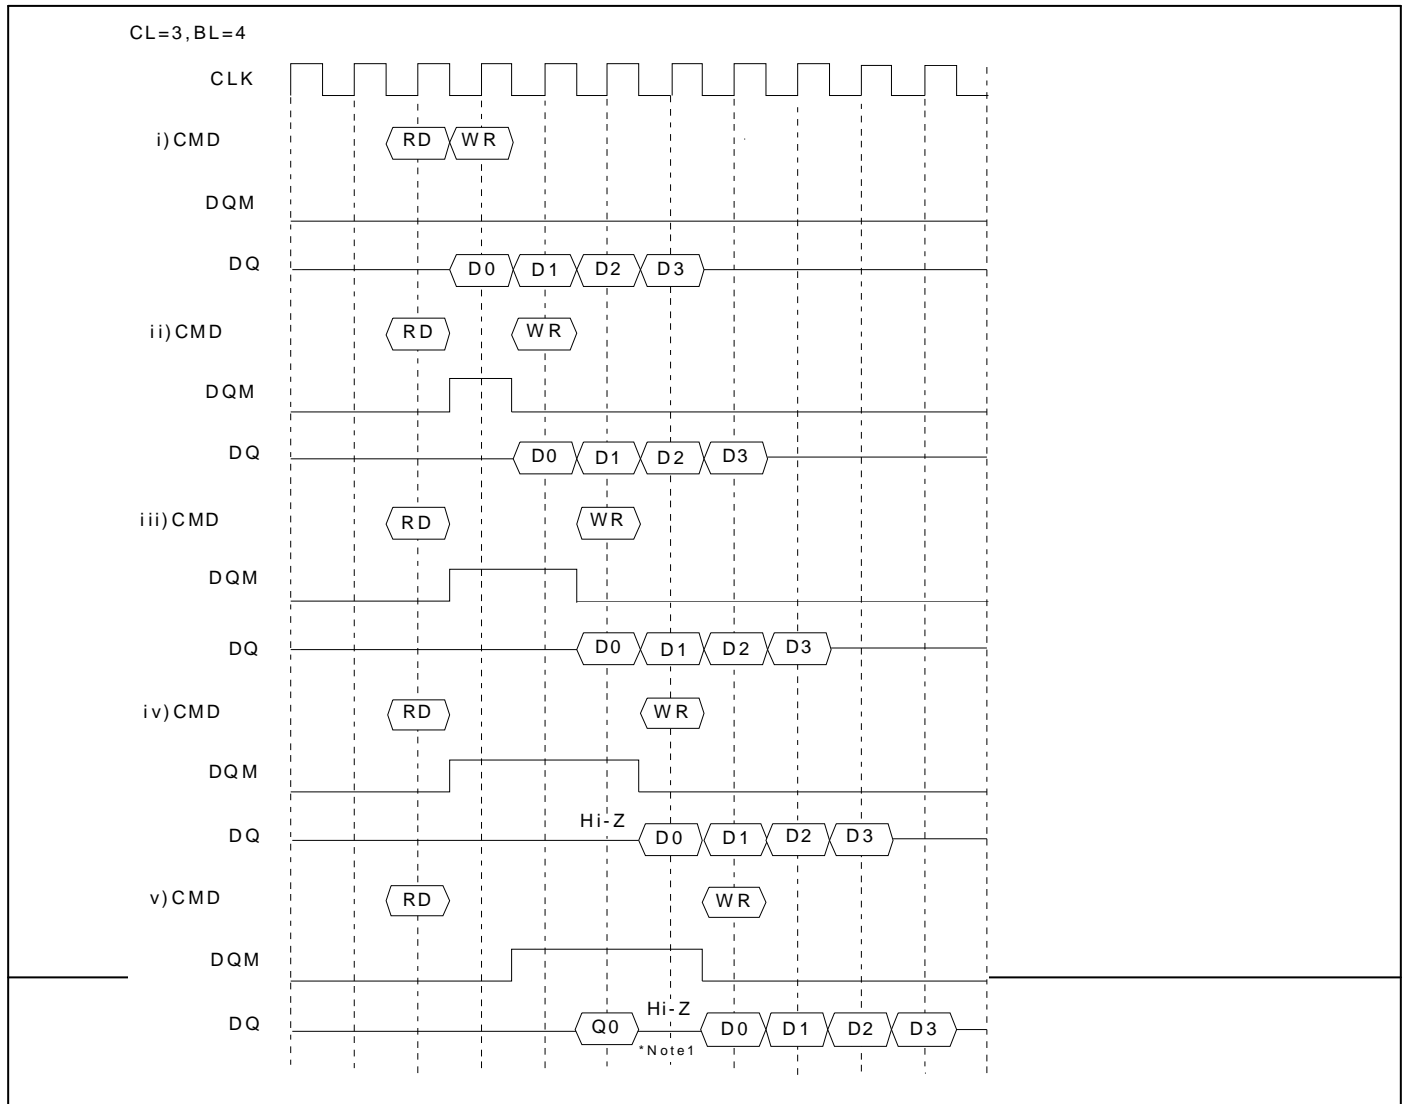 CL=3,BL=4
CLK
i)CMD RD WR
DQM
DQ D0 D1 D2 D3
ii)CMD RD WR
DQM
DQ D0 D1 D2 D3
iii)CMD RD WR
DQM
DQ D0 D1 D2 D3
iv)CMD RD WR
DQM
DQ Hi-Z D0 D1 D2 D3
v)CMD RD WR
DQM
DQ Q0 Hi-Z D0 D1 D2 D3
*Note1